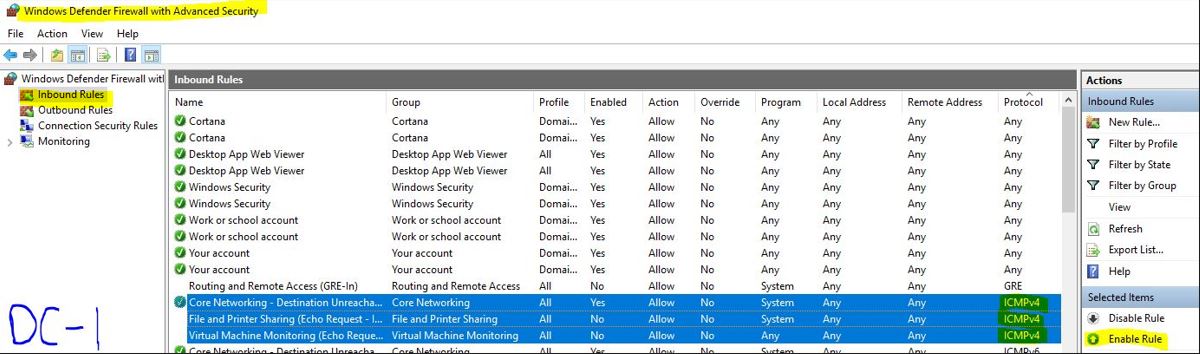 Windows Defender Firewall with Advanced Security
File Action View Help
Windows Defender Firewall witl
Inbound Rules
Outbound Rules
Connection Security Rules
Monitoring
Inbound Rules
Name Group Profile Enabled Action Override Program Local Address Remote Address Protocol
Cortana Cortana Domai... Yes Allow No Any Any Any Any
Cortana Cortana Domai... Yes Allow No Any Any Any Any
Desktop App Web Viewer Desktop App Web Viewer All Yes Allow No Any Any Any Any
Desktop App Web Viewer Desktop App Web Viewer All Yes Allow No Any Any Any Any
Windows Security Windows Security Domai... Yes Allow No Any Any Any Any
Windows Security Windows Security Domai... Yes Allow No Any Any Any Any
Work or school account Work or school account Domai... Yes Allow No Any Any Any Any
Work or school account Work or school account Domai... Yes Allow No Any Any Any Any
Your account Your account Domai... Yes Allow No Any Any Any Any
Your account Your account Domai... Yes Allow No Any Any Any Any
Routing and Remote Access (GRE-In) Routing and Remote Access All No Allow No System Any Any GRE
Core Networking - Destination Unreacha... Core Networking All Yes Allow No System Any Any ICMPv4
File and Printer Sharing (Echo Request - I... File and Printer Sharing All No Allow No System Any Any ICMPv4
Virtual Machine Monitoring (Echo Reque... Virtual Machine Monitoring All No Allow No Any Any Any ICMPv4
Core Networking - Destination Unreacha... Core Networking All Yes Allow No System Any Any ICMPv6
Actions
Inbound Rules
New Rule...
Filter by Profile
Filter by State
Filter by Group
View
Refresh
Export List...
Help
Selected Items
Disable Rule
Enable Rule
DC-1